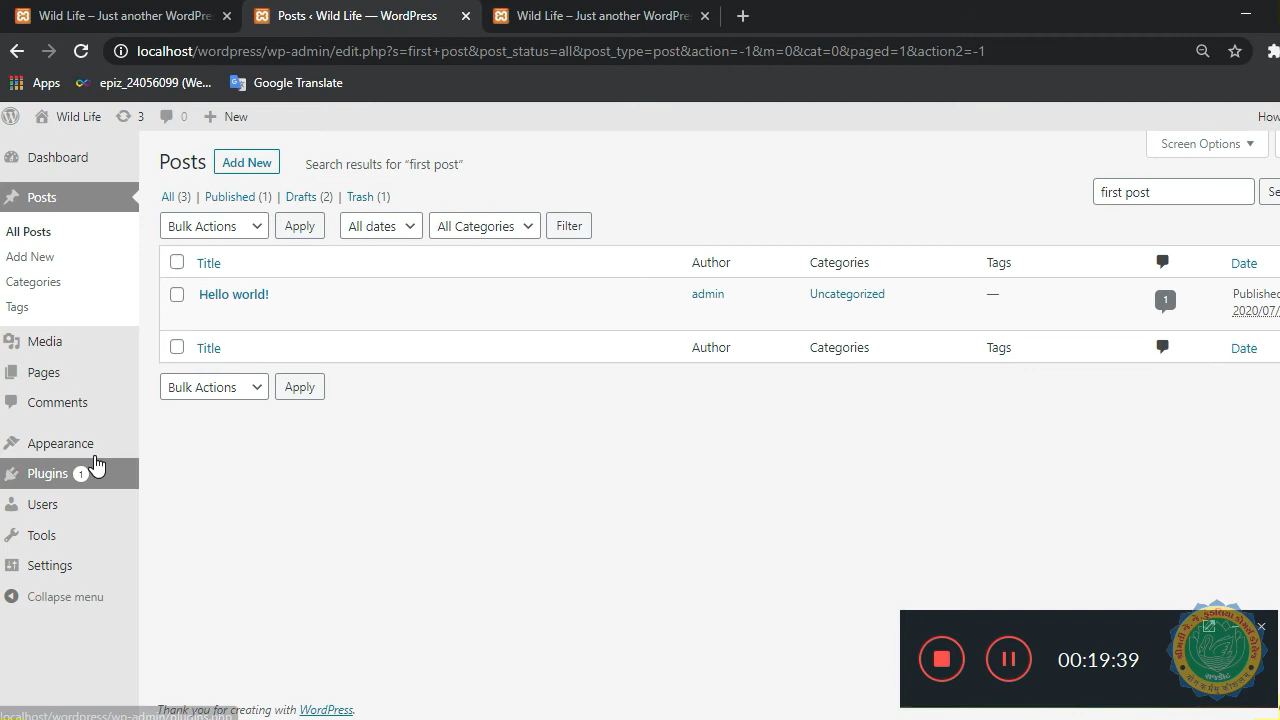 Wild Life – Just another WordPre
Posts ‹ Wild Life — WordPress
Wild Life – Just another WordPre
localhost/wordpress/wp-admin/edit.php?s=first+post&post_status=all&post_type=post&action=-1&m=0&cat=0&paged=1&action2=-1
Apps
epiz_24056099 (We...
Google Translate
Wild Life
3
0
New
How
Dashboard
Posts
All Posts
Add New
Categories
Tags
Media
Pages
Comments
Appearance
Plugins 1
Users
Tools
Settings
Collapse menu
Posts Add New Search results for “first post”
Screen Options
All (3) | Published (1) | Drafts (2) | Trash (1)
first post
Se
Bulk Actions Apply All dates All Categories Filter
Title Author Categories Tags Date
Hello world! admin Uncategorized — 1 Published
2020/07/
Title Author Categories Tags Date
Bulk Actions Apply
00:19:39
Thank you for creating with WordPress.
localhost/wordpress/wp-admin/plugins.php